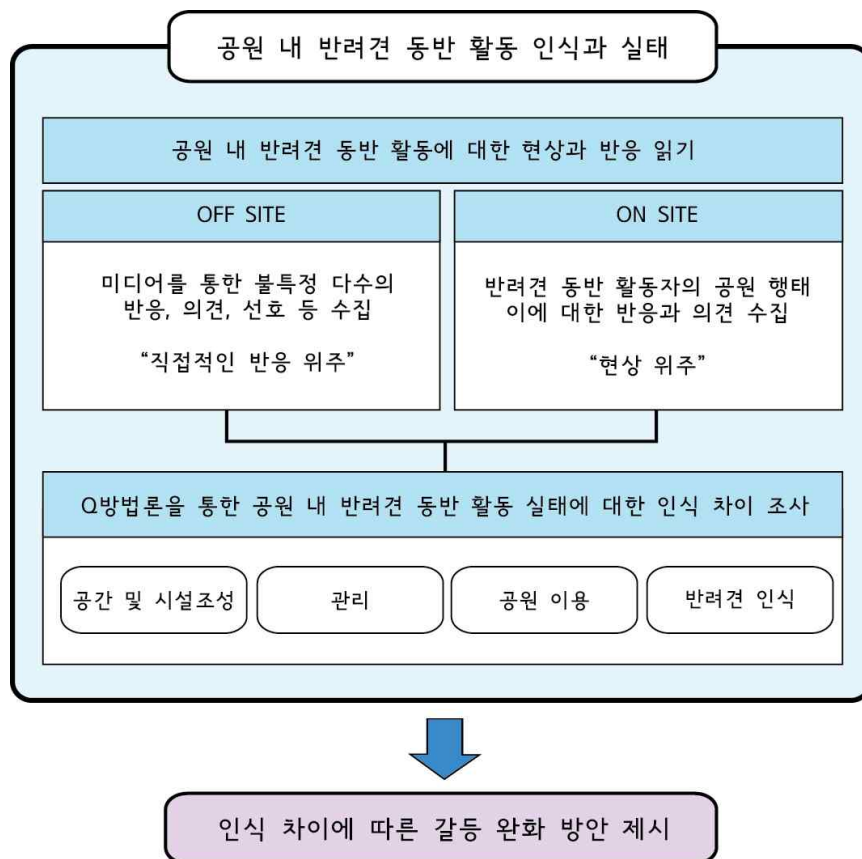 공원 내 반려견 동반 활동 인식과 실태
공원 내 반려견 동반 활동에 대한 현상과 반응 읽기
OFF SITE
미디어를 통한 불특정 다수의
반응, 의견, 선호 등 수집
“직접적인 반응 위주”
ON SITE
반려견 동반 활동자의 공원 행태
이에 대한 반응과 의견 수집
“현상 위주”
Q방법론을 통한 공원 내 반려견 동반 활동 실태에 대한 인식 차이 조사
공간 및 시설조성
관리
공원 이용
반려견 인식
인식 차이에 따른 갈등 완화 방안 제시